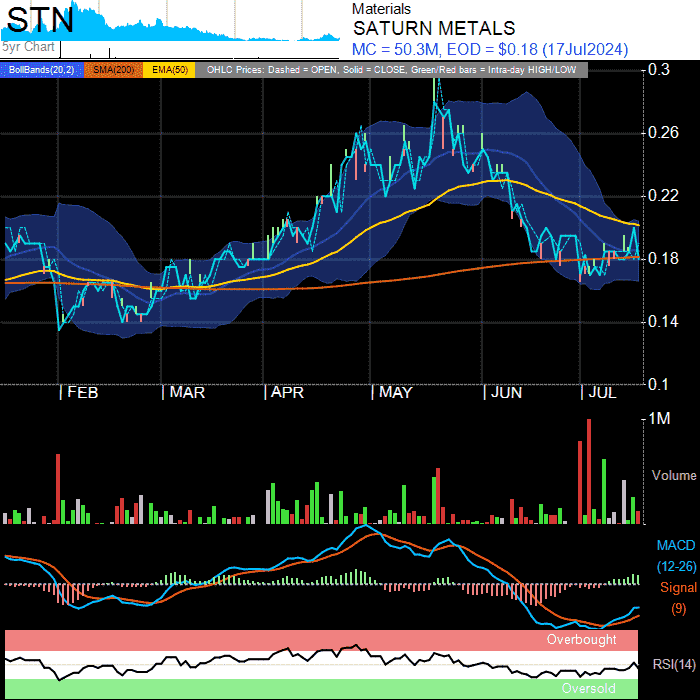 STN
5yr Chart
Materials
SATURN METALS
MC = 50.3M, EOD = $0.18 (17Jul2024)
BollBands(20,2) SMA(200) EMA(50) OHLC Prices: Dashed = OPEN, Solid = CLOSE, Green/Red bars = Intra-day HIGH/LOW
0.3
0.26
0.22
0.18
0.14
0.1
FEB MAR APR MAY JUN JUL
1M
Volume
MACD
(12-26)
Signal
(9)
Overbought
RSI(14)
Oversold